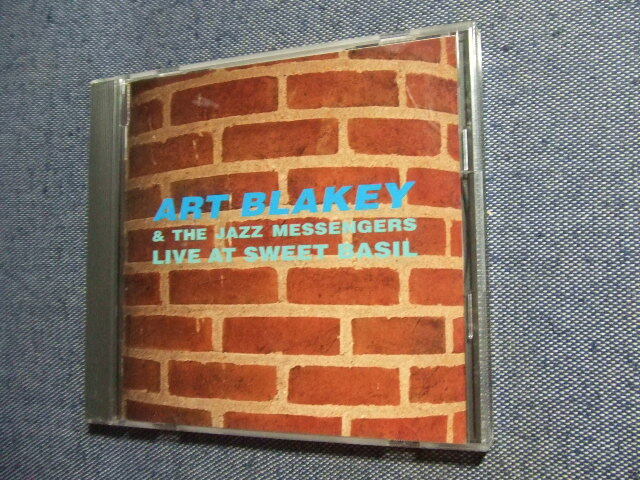 ART BLAKEY
& THE JAZZ MESSENGERS
LIVE AT SWEET BASIL